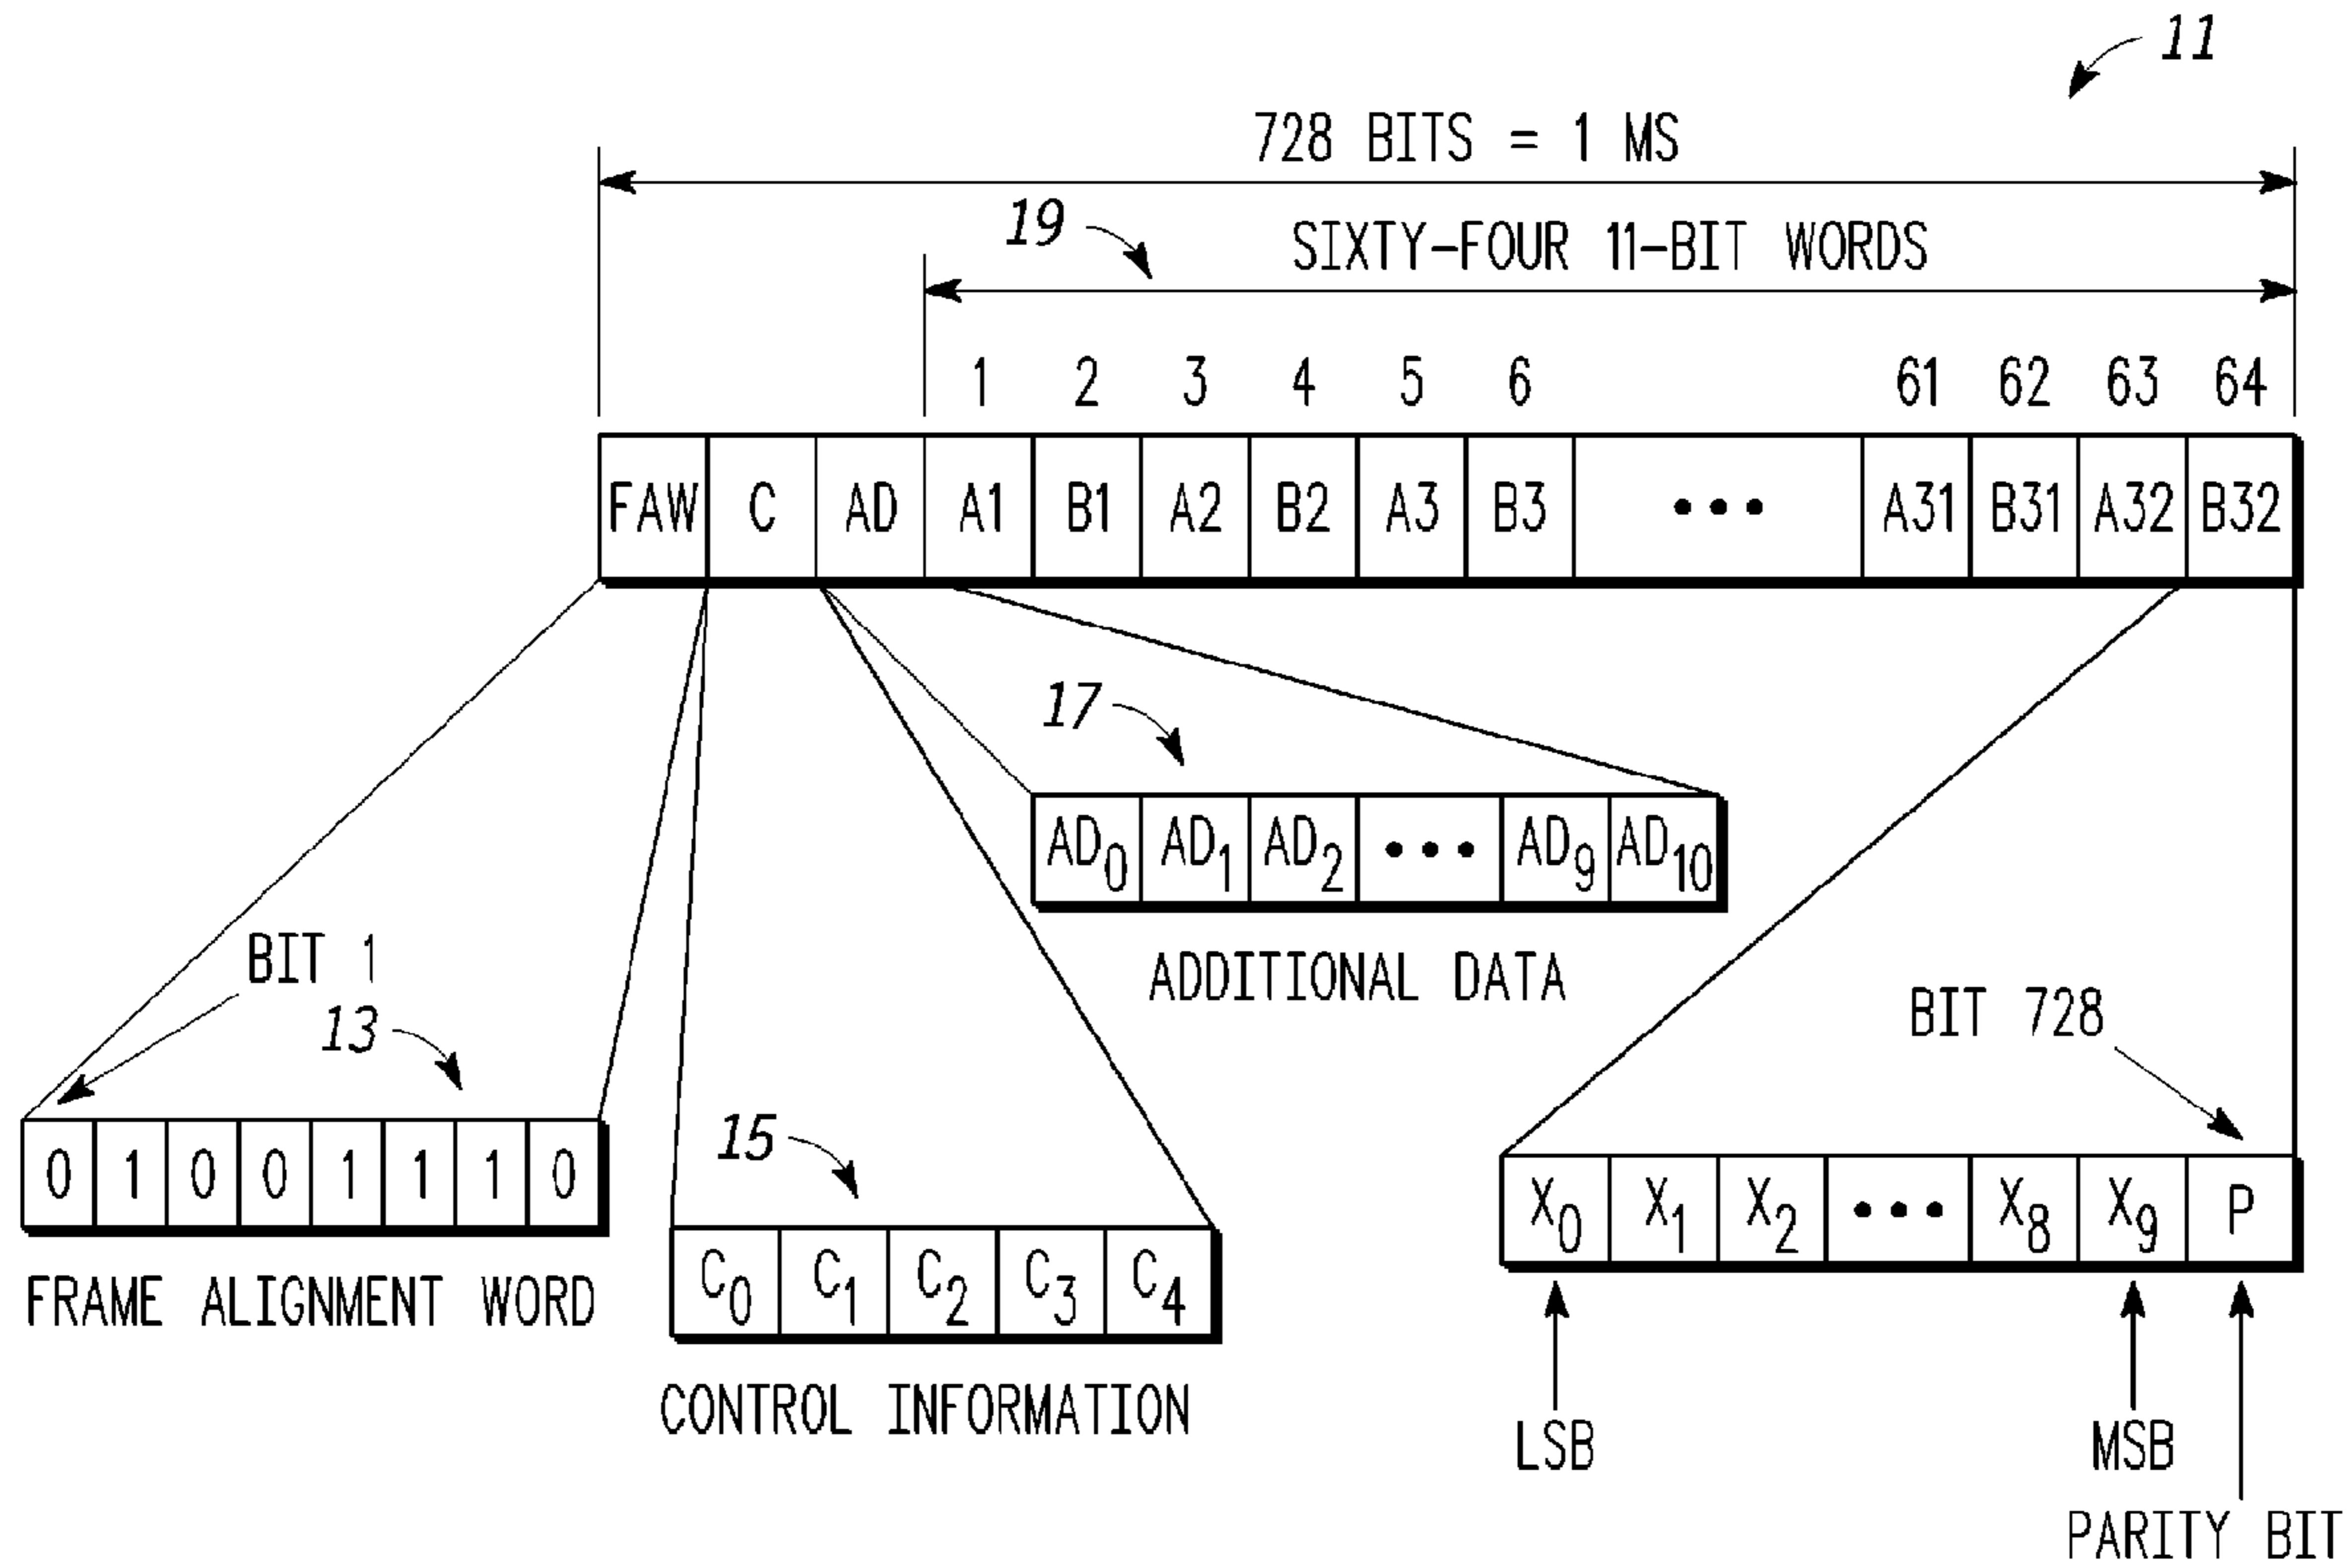 11
728 BITS = 1 MS
19
SIXTY-FOUR 11-BIT WORDS
1 2 3 4 5 6 61 62 63 64
FAW C AD A1 B1 A2 B2 A3 B3 ••• A31 B31 A32 B32
17
AD0 AD1 AD2 ••• AD9 AD10
ADDITIONAL DATA
BIT 1
13
BIT 728
0 1 0 0 1 1 1 0
FRAME ALIGNMENT WORD
15
C0 C1 C2 C3 C4
CONTROL INFORMATION
X0 X1 X2 ••• X8 X9 P
LSB
MSB
PARITY BIT